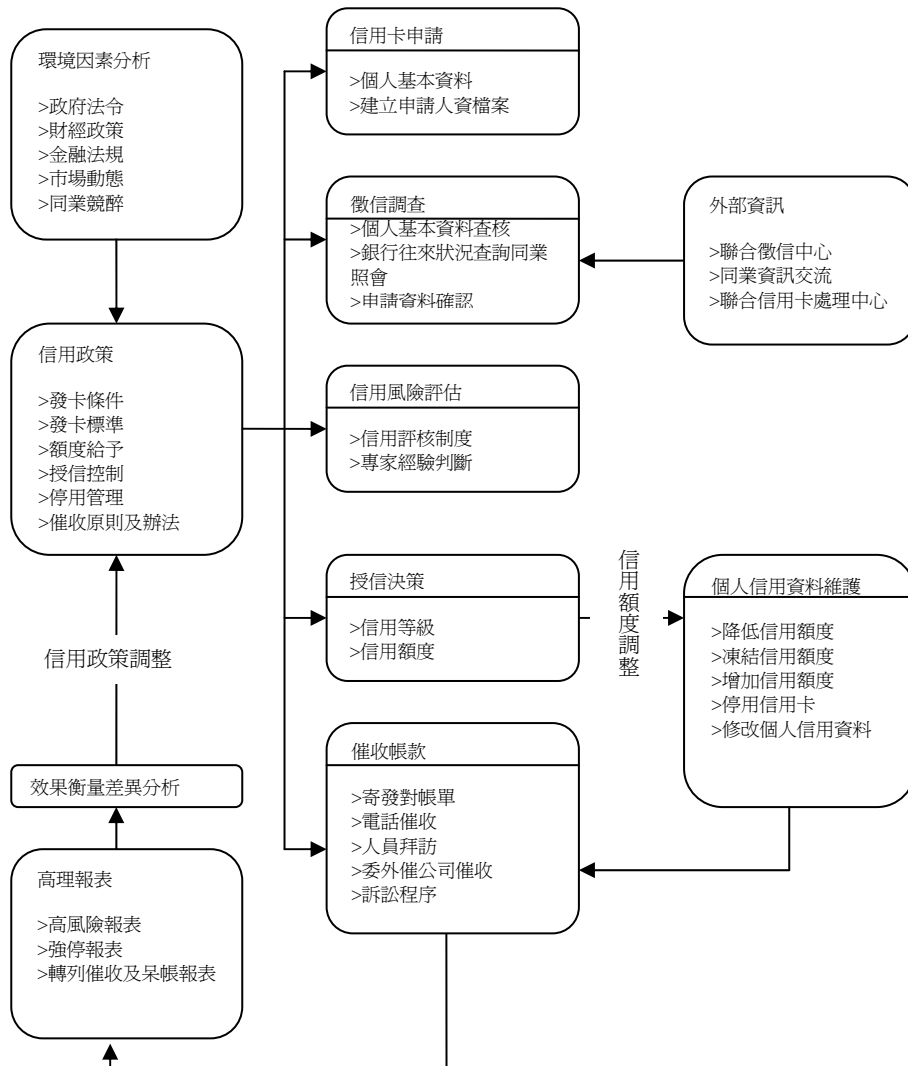 環境因素分析
>政府法令
>財經政策
>金融法規
>市場動態
>同業競醉
信用政策
>發卡條件
>發卡標準
>額度給予
>授信控制
>停用管理
>催收原則及辦法
信用政策調整
效果衡量差異分析
高理報表
>高風險報表
>強停報表
>轉列催收及呆帳報表
信用卡申請
>個人基本資料
>建立申請人資檔案
徵信調查
>個人基本資料查核
>銀行往來狀況查詢同業
照會
>申請資料確認
信用風險評估
>信用評核制度
>專家經驗判斷
授信決策
>信用等級
>信用額度
催收帳款
>寄發對帳單
>電話催收
>人員拜訪
>委外催公司催收
>訴訟程序
外部資訊
>聯合徵信中心
>同業資訊交流
>聯合信用卡處理中心
信用額度調整
個人信用資料維護
>降低信用額度
>凍結信用額度
>增加信用額度
>停用信用卡
>修改個人信用資料